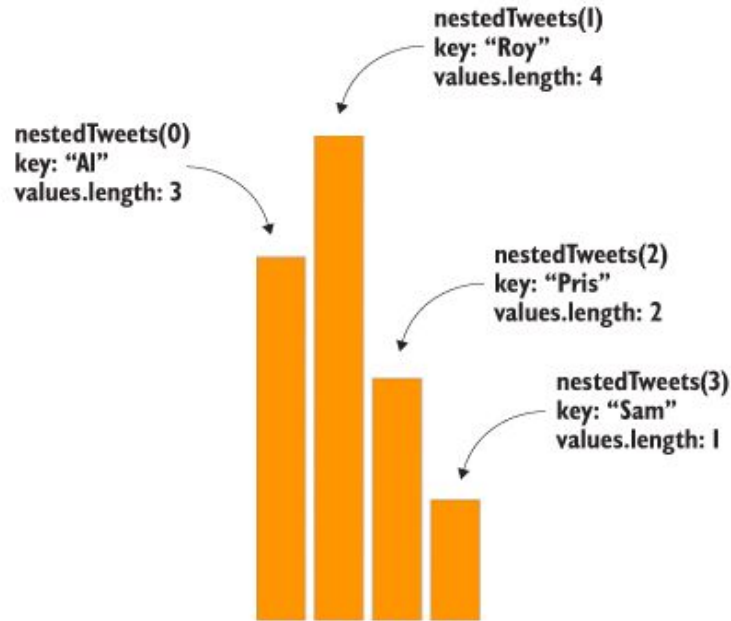 nestedTweets(1)
key: “Roy”
values.length: 4
nestedTweets(0)
key: “Al”
values.length: 3
nestedTweets(2)
key: “Pris”
values.length: 2
nestedTweets(3)
key: “Sam”
values.length: 1